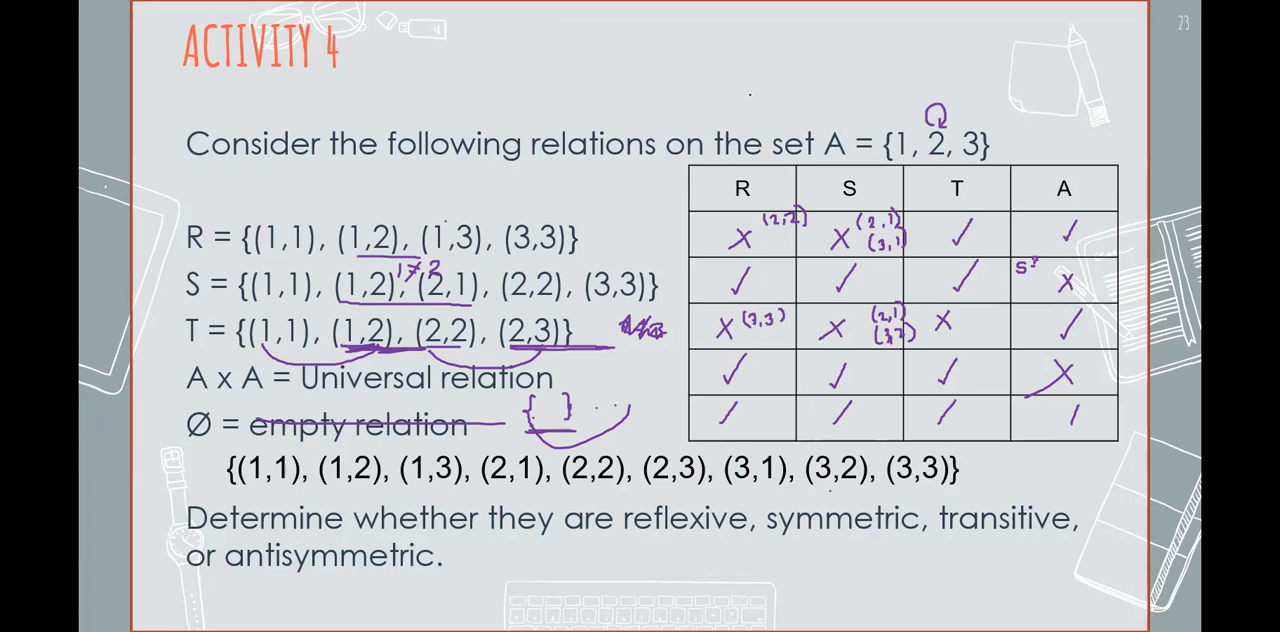 23
ACTIVITY 4
Consider the following relations on the set A = {1, 2, 3}
R S T A
R = {(1,1), (1,2), (1,3), (3,3)}
✗ (2,2) ✗ (2,1) (3,1) ✓ ✓
1≠2
S = {(1,1), (1,2), (2,1), (2,2), (3,3)}
✓ ✓ ✓ S? ✗
T = {(1,1), (1,2), (2,2), (2,3)}
✗ (3,3) ✗ (2,1) (3,2) ✗ ✓
A x A = Universal relation
✓ ✓ ✓ ✗
Ø = empty relation { }
/ / / /
{(1,1), (1,2), (1,3), (2,1), (2,2), (2,3), (3,1), (3,2), (3,3)}
Determine whether they are reflexive, symmetric, transitive,
or antisymmetric.